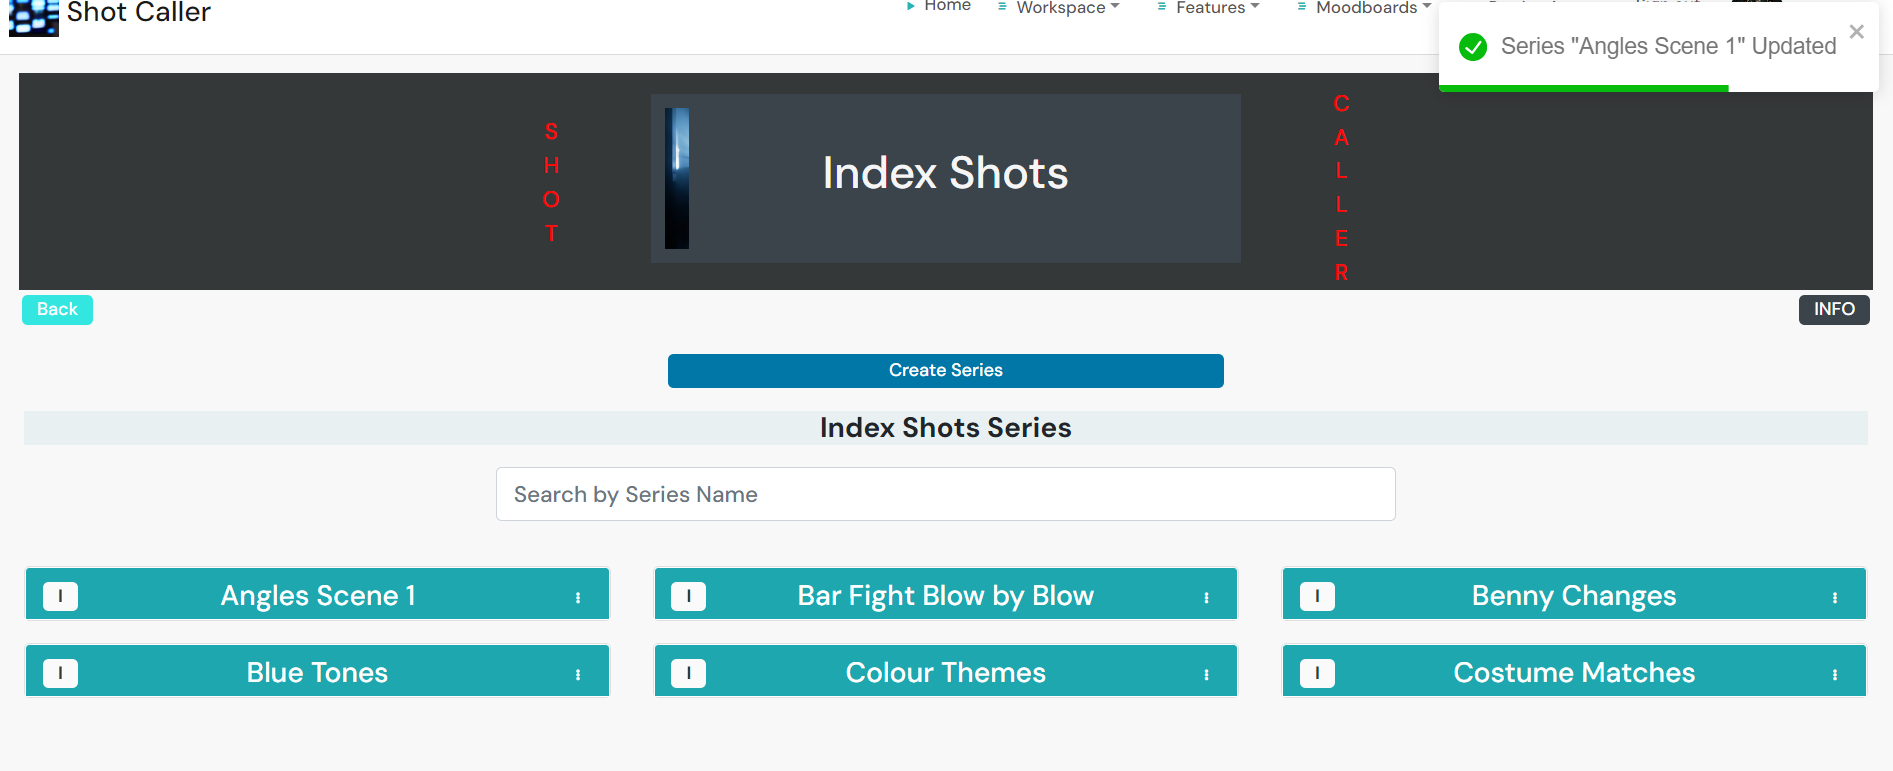 Shot Caller
Home
Workspace
Features
Moodboards
Series "Angles Scene 1" Updated
SHOT
Index Shots
CALLER
Back
INFO
Create Series
Index Shots Series
Search by Series Name
I
Angles Scene 1
I
Bar Fight Blow by Blow
I
Benny Changes
I
Blue Tones
I
Colour Themes
I
Costume Matches